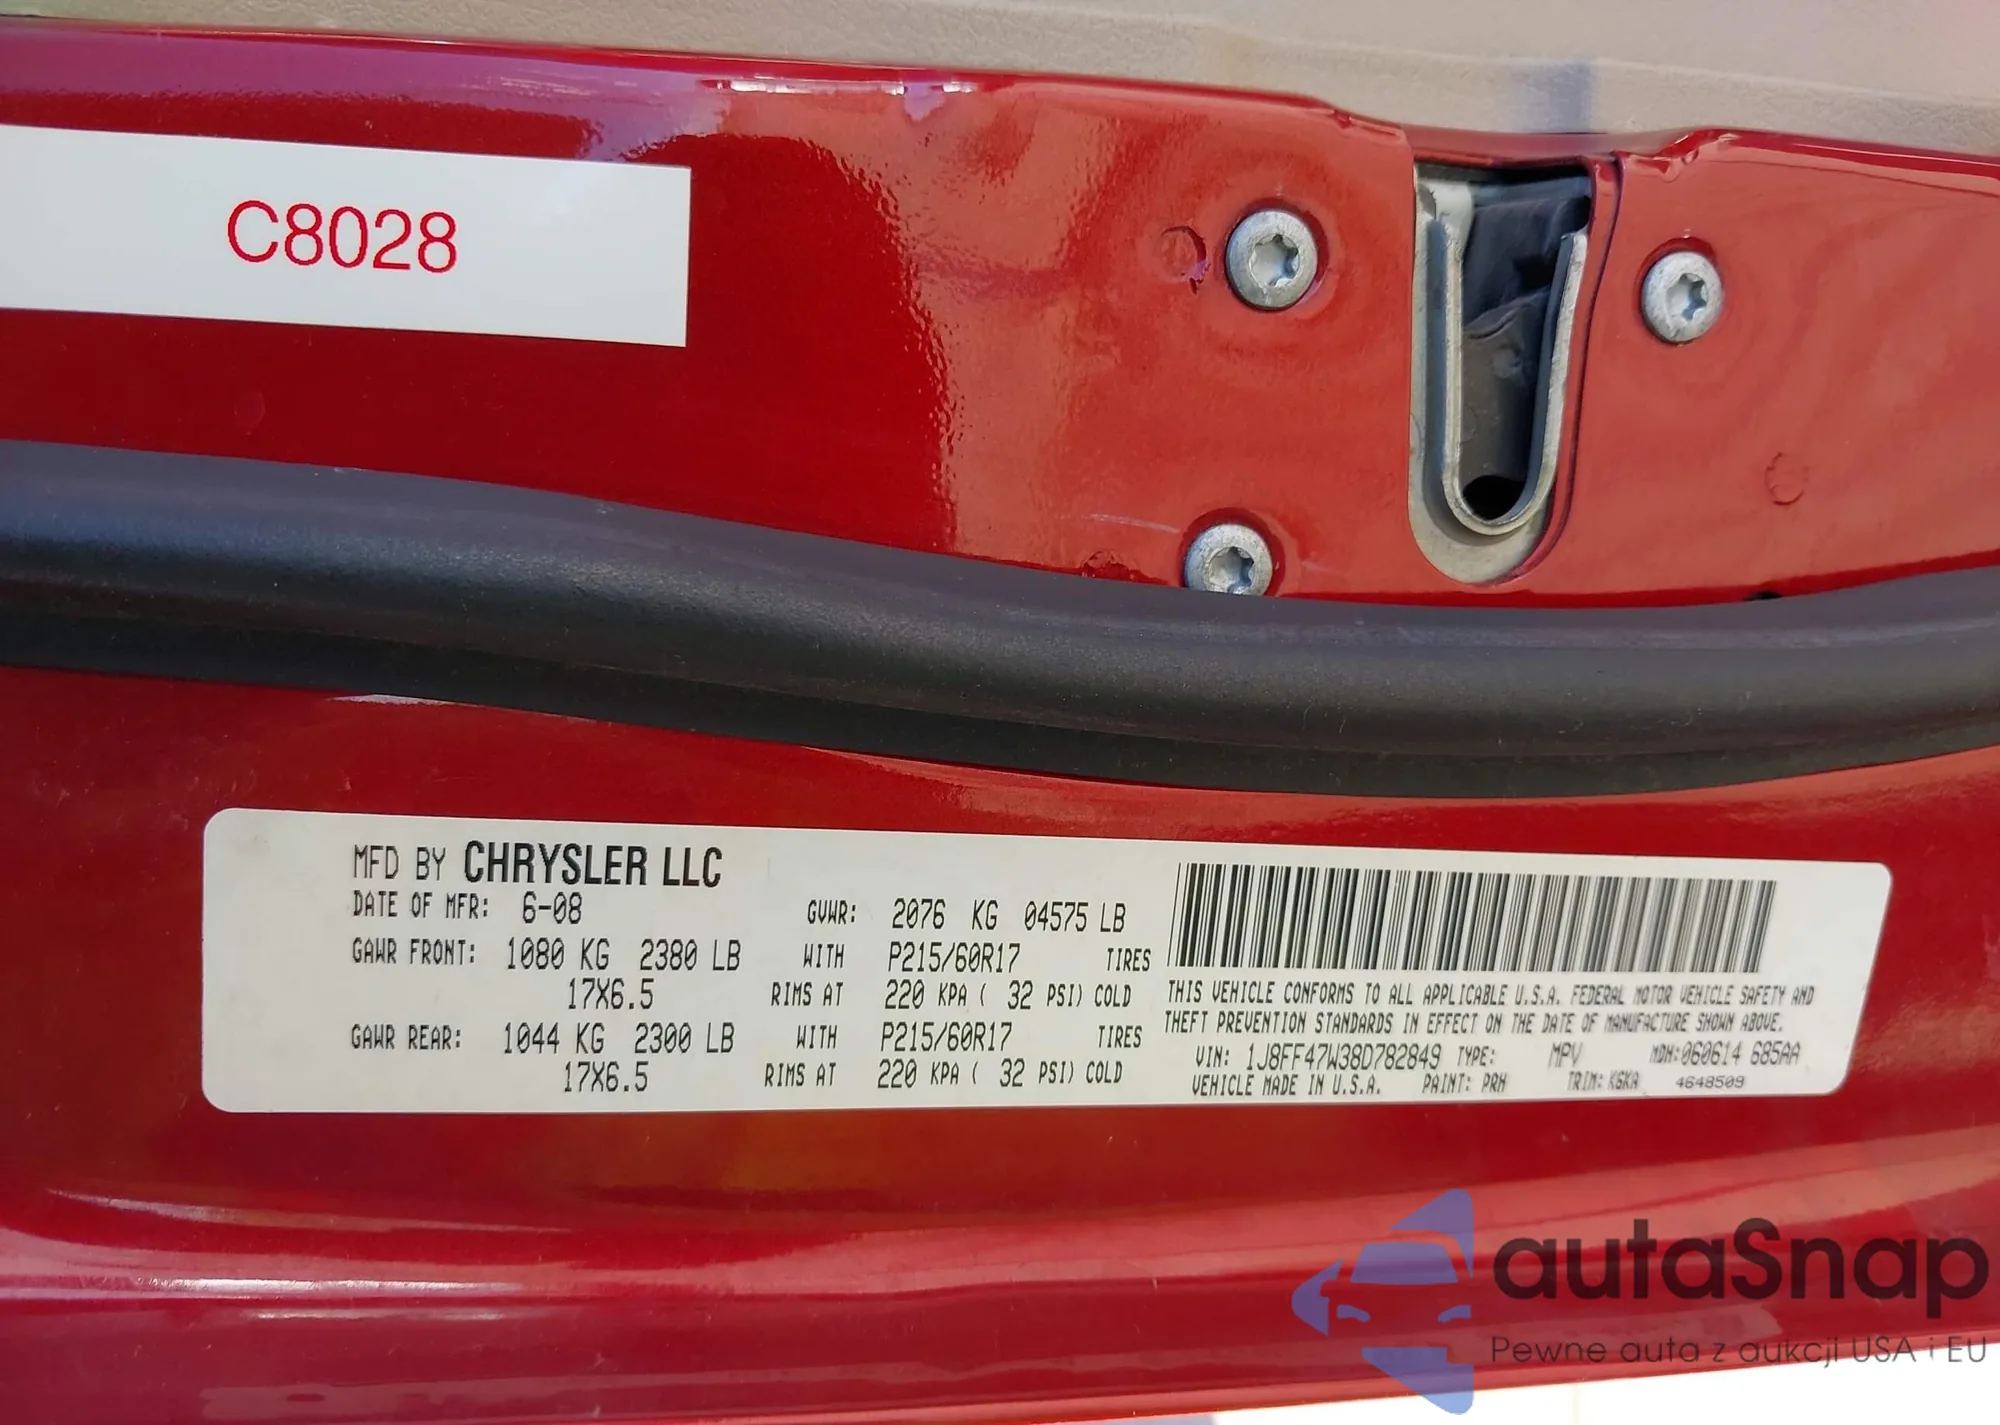 C8028
MFD BY CHRYSLER LLC
DATE OF MFR: 6-08 GVWR: 2076 KG 04575 LB
GAWR FRONT: 1080 KG 2380 LB WITH P215/60R17 TIRES
17X6.5 RIMS AT 220 KPA ( 32 PSI) COLD
GAWR REAR: 1044 KG 2300 LB WITH P215/60R17 TIRES
17X6.5 RIMS AT 220 KPA ( 32 PSI) COLD
THIS VEHICLE CONFORMS TO ALL APPLICABLE U.S.A. FEDERAL MOTOR VEHICLE SAFETY AND
THEFT PREVENTION STANDARDS IN EFFECT ON THE DATE OF MANUFACTURE SHOWN ABOVE.
VIN: 1J8FF47W38D782849 TYPE: MPV MDH:060614 685AA
VEHICLE MADE IN U.S.A. PAINT: PRH TRIM: K6KA 4648509
autaSnap
Pewne auta z aukcji USA i EU